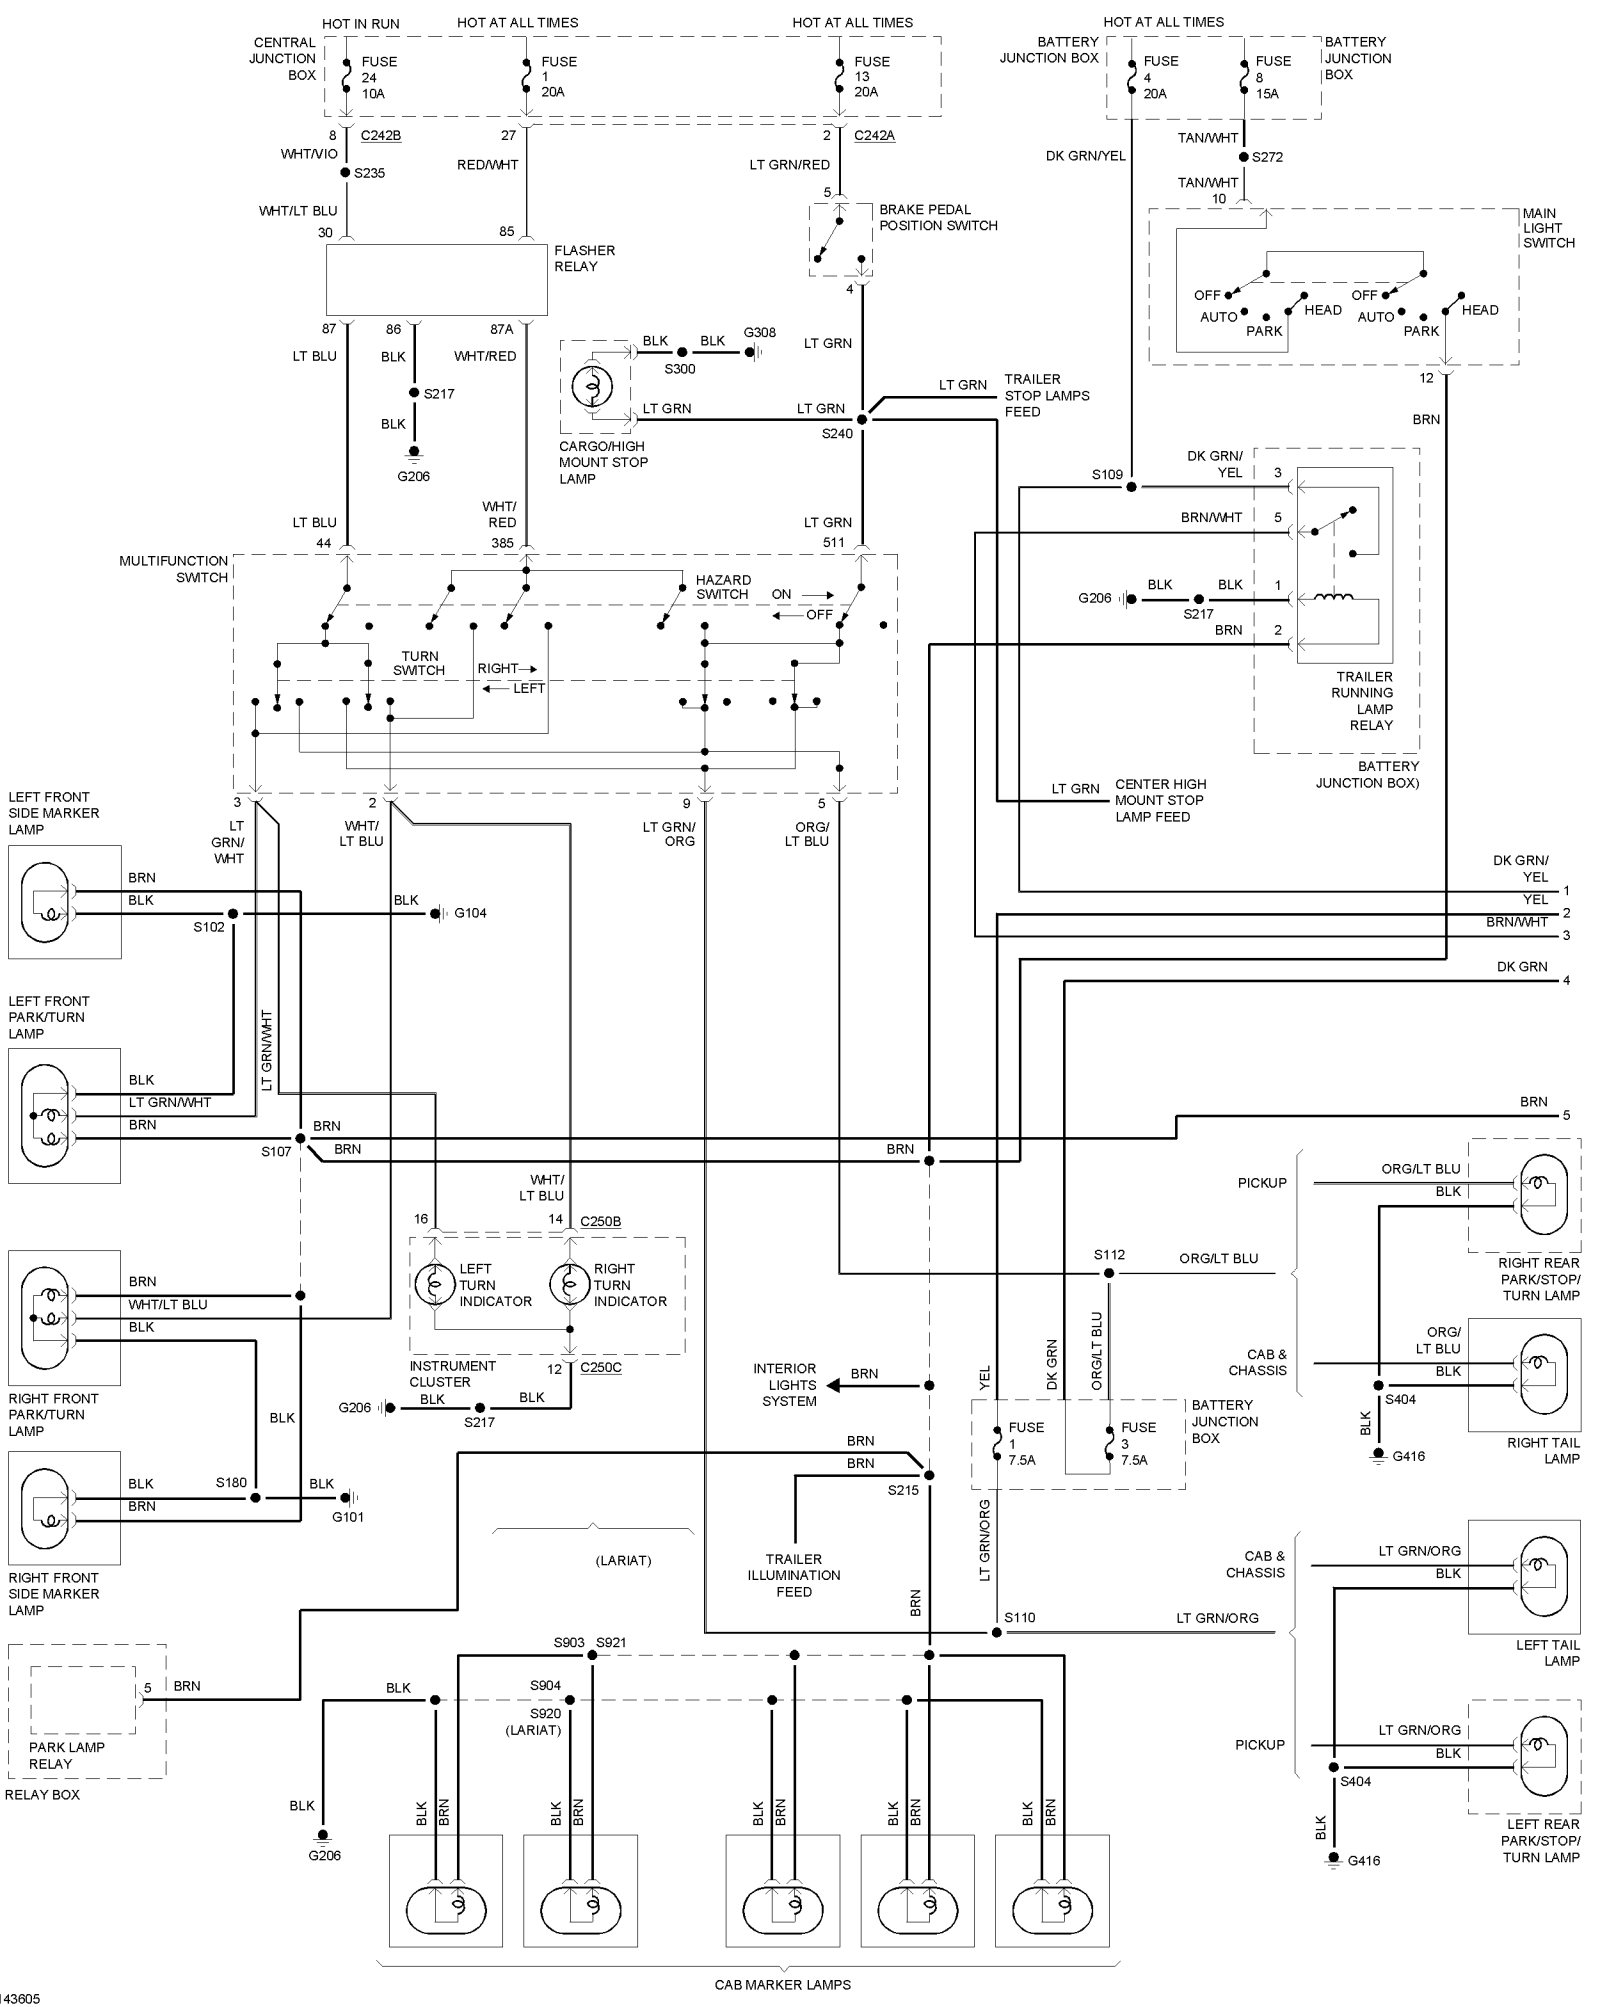 HOT IN RUN
HOT AT ALL TIMES
HOT AT ALL TIMES
HOT AT ALL TIMES
CENTRAL
JUNCTION
BOX
FUSE
24
10A
FUSE
1
20A
FUSE
13
20A
BATTERY
JUNCTION BOX
FUSE
4
20A
FUSE
8
15A
BATTERY
JUNCTION
BOX
8
C242B
27
2
C242A
WHT/VIO
S235
RED/WHT
LT GRN/RED
DK GRN/YEL
TAN/WHT
S272
TAN/WHT
10
WHT/LT BLU
30
85
5
BRAKE PEDAL
POSITION SWITCH
MAIN
LIGHT
SWITCH
FLASHER
RELAY
4
OFF
AUTO
PARK
HEAD
OFF
AUTO
PARK
HEAD
87
86
87A
LT BLU
BLK
WHT/RED
S217
BLK
G206
BLK
BLK
G308
S300
LT GRN
LT GRN
LT GRN
S240
LT GRN
TRAILER
STOP LAMPS
FEED
CARGO/HIGH
MOUNT STOP
LAMP
12
BRN
S109
DK GRN/
YEL
3
BRN/WHT
5
G206
BLK
S217
BLK
1
BRN
2
TRAILER
RUNNING
LAMP
RELAY
BATTERY
JUNCTION BOX)
LT BLU
44
WHT/
RED
385
LT GRN
511
MULTIFUNCTION
SWITCH
HAZARD
SWITCH
ON
OFF
TURN
SWITCH
RIGHT
LEFT
3
2
9
5
LT
GRN/
WHT
WHT/
LT BLU
LT GRN/
ORG
ORG/
LT BLU
LT GRN
CENTER HIGH
MOUNT STOP
LAMP FEED
LEFT FRONT
SIDE MARKER
LAMP
BRN
BLK
S102
BLK
G104
DK GRN/
YEL
1
YEL
2
BRN/WHT
3
DK GRN
4
LEFT FRONT
PARK/TURN
LAMP
LT GRN/WHT
BLK
LT GRN/WHT
BRN
S107
BRN
BRN
BRN
BRN
5
WHT/
LT BLU
16
14
C250B
LEFT
TURN
INDICATOR
RIGHT
TURN
INDICATOR
12
C250C
INSTRUMENT
CLUSTER
G206
BLK
S217
BLK
BRN
WHT/LT BLU
BLK
RIGHT FRONT
PARK/TURN
LAMP
BLK
BLK
BRN
S180
BLK
G101
RIGHT FRONT
SIDE MARKER
LAMP
PICKUP
ORG/LT BLU
BLK
RIGHT REAR
PARK/STOP/
TURN LAMP
S112
ORG/LT BLU
CAB &
CHASSIS
ORG/
LT BLU
BLK
S404
BLK
G416
RIGHT TAIL
LAMP
INTERIOR
LIGHTS
SYSTEM
BRN
YEL
DK GRN
ORG/LT BLU
FUSE
1
7.5A
FUSE
3
7.5A
BATTERY
JUNCTION
BOX
BRN
BRN
S215
LT GRN/ORG
(LARIAT)
TRAILER
ILLUMINATION
FEED
BRN
S110
LT GRN/ORG
CAB &
CHASSIS
LT GRN/ORG
BLK
LEFT TAIL
LAMP
PICKUP
LT GRN/ORG
BLK
S404
BLK
G416
LEFT REAR
PARK/STOP/
TURN LAMP
5
BRN
PARK LAMP
RELAY
RELAY BOX
S903
S921
BLK
S904
S920
(LARIAT)
BLK
G206
BLK
BRN
BLK
BRN
BLK
BRN
BLK
BRN
BLK
BRN
CAB MARKER LAMPS
143605